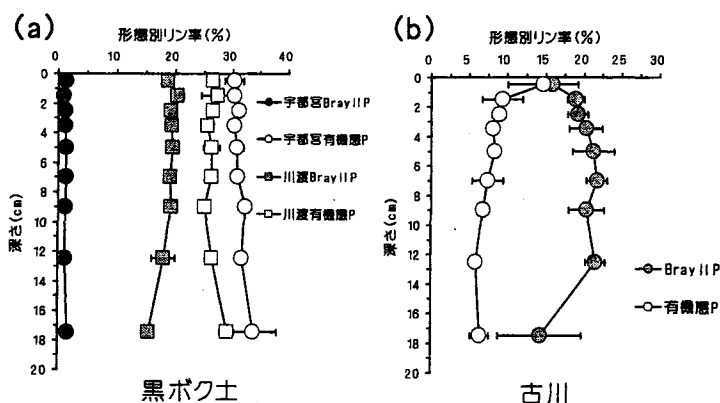 (a)
形態別リン率(%)
0 10 20 30 40
0
2
4
6
8
10
12
14
16
18
20
深さ(cm)
宇都宮BrayIIP
宇都宮有機態P
川渡BrayIIP
川渡有機態P
黒ボク土
(b)
形態別リン率(%)
0 5 10 15 20 25 30
0
2
4
6
8
10
12
14
16
18
20
深さ(cm)
BrayIIP
有機態P
古川